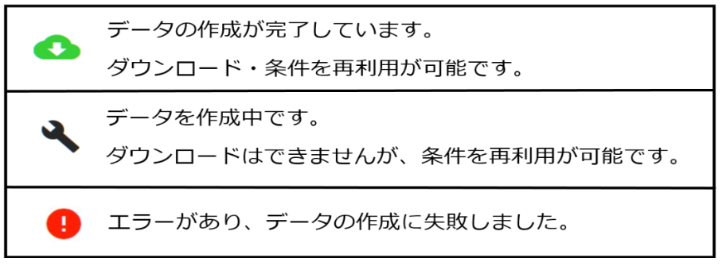 データの作成が完了しています。
ダウンロード・条件を再利用が可能です。
データを作成中です。
ダウンロードはできませんが、条件を再利用が可能です。
エラーがあり、データの作成に失敗しました。